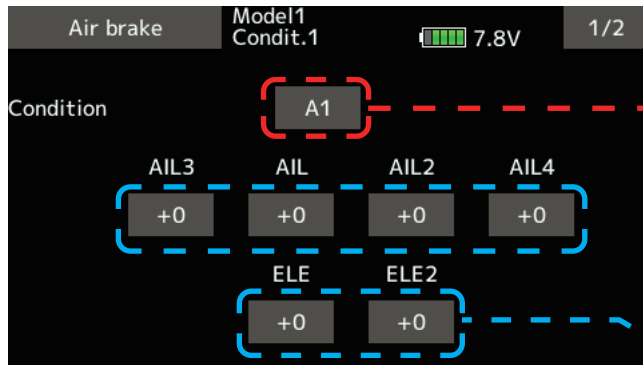 Air brake
Model1
Condit.1
7.8V
1/2
Condition
A1
AIL3 AIL AIL2 AIL4
+0 +0 +0 +0
ELE ELE2
+0 +0